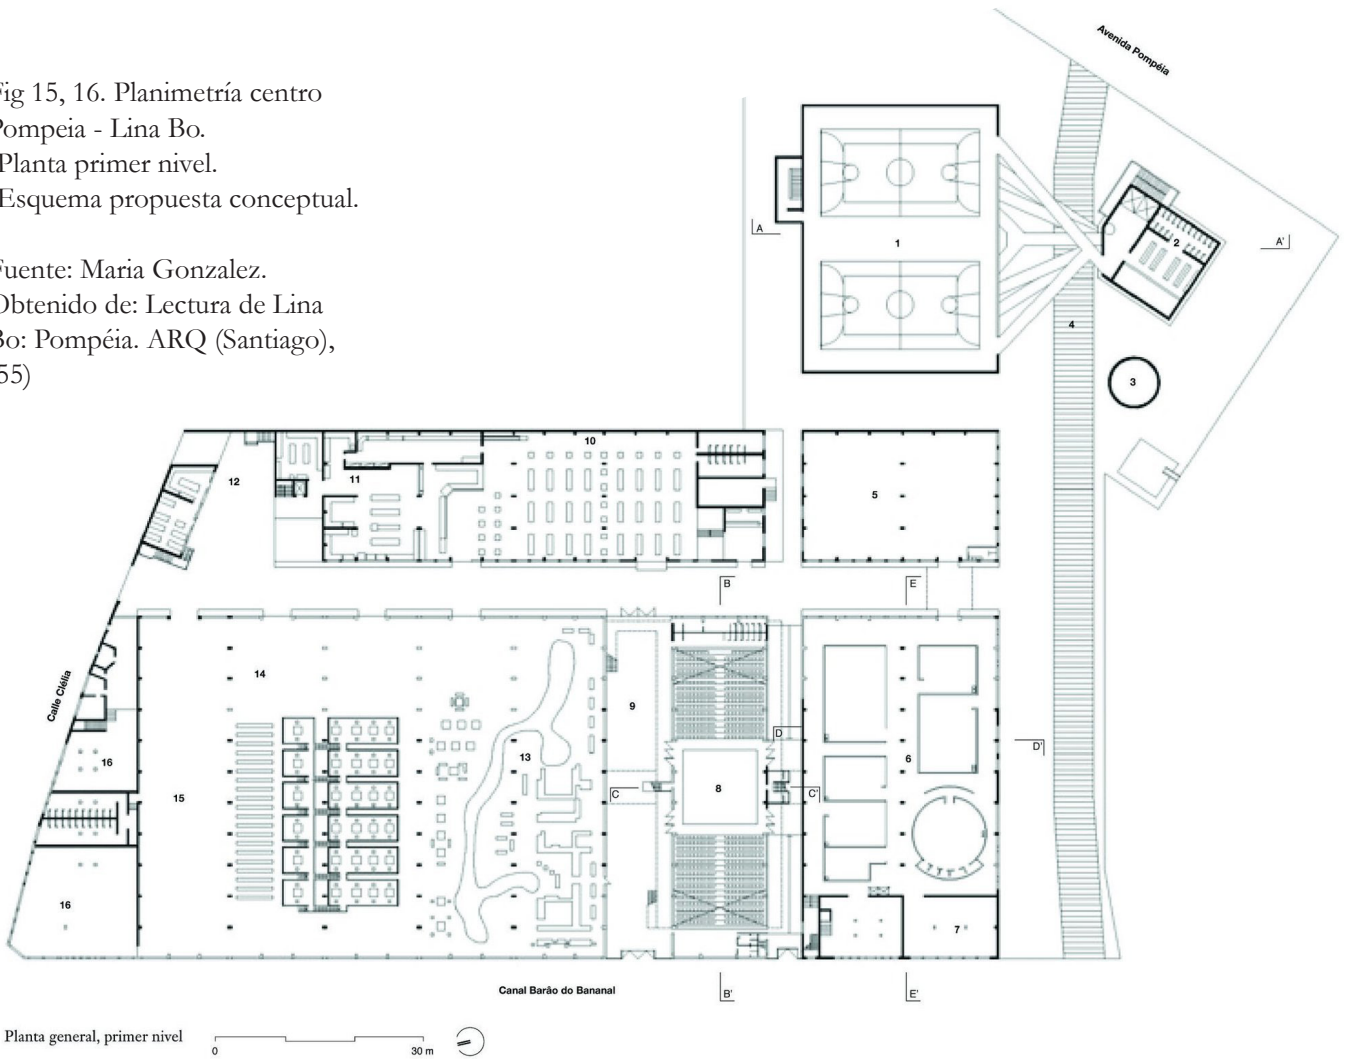 Fig 15, 16. Planimetría centro
Pompeia - Lina Bo.
Planta primer nivel.
Esquema propuesta conceptual.
Fuente: Maria Gonzalez.
Obtenido de: Lectura de Lina
Bo: Pompéia. ARQ (Santiago),
55)
Avenida Pompéia
A
1
2
A'
4
3
10
12
11
5
B
E
14
9
Calle Clélia
D
D'
13
6
16
15
C
8
C'
16
7
Canal Barão do Bananal
B'
E'
Planta general, primer nivel
0
30 m